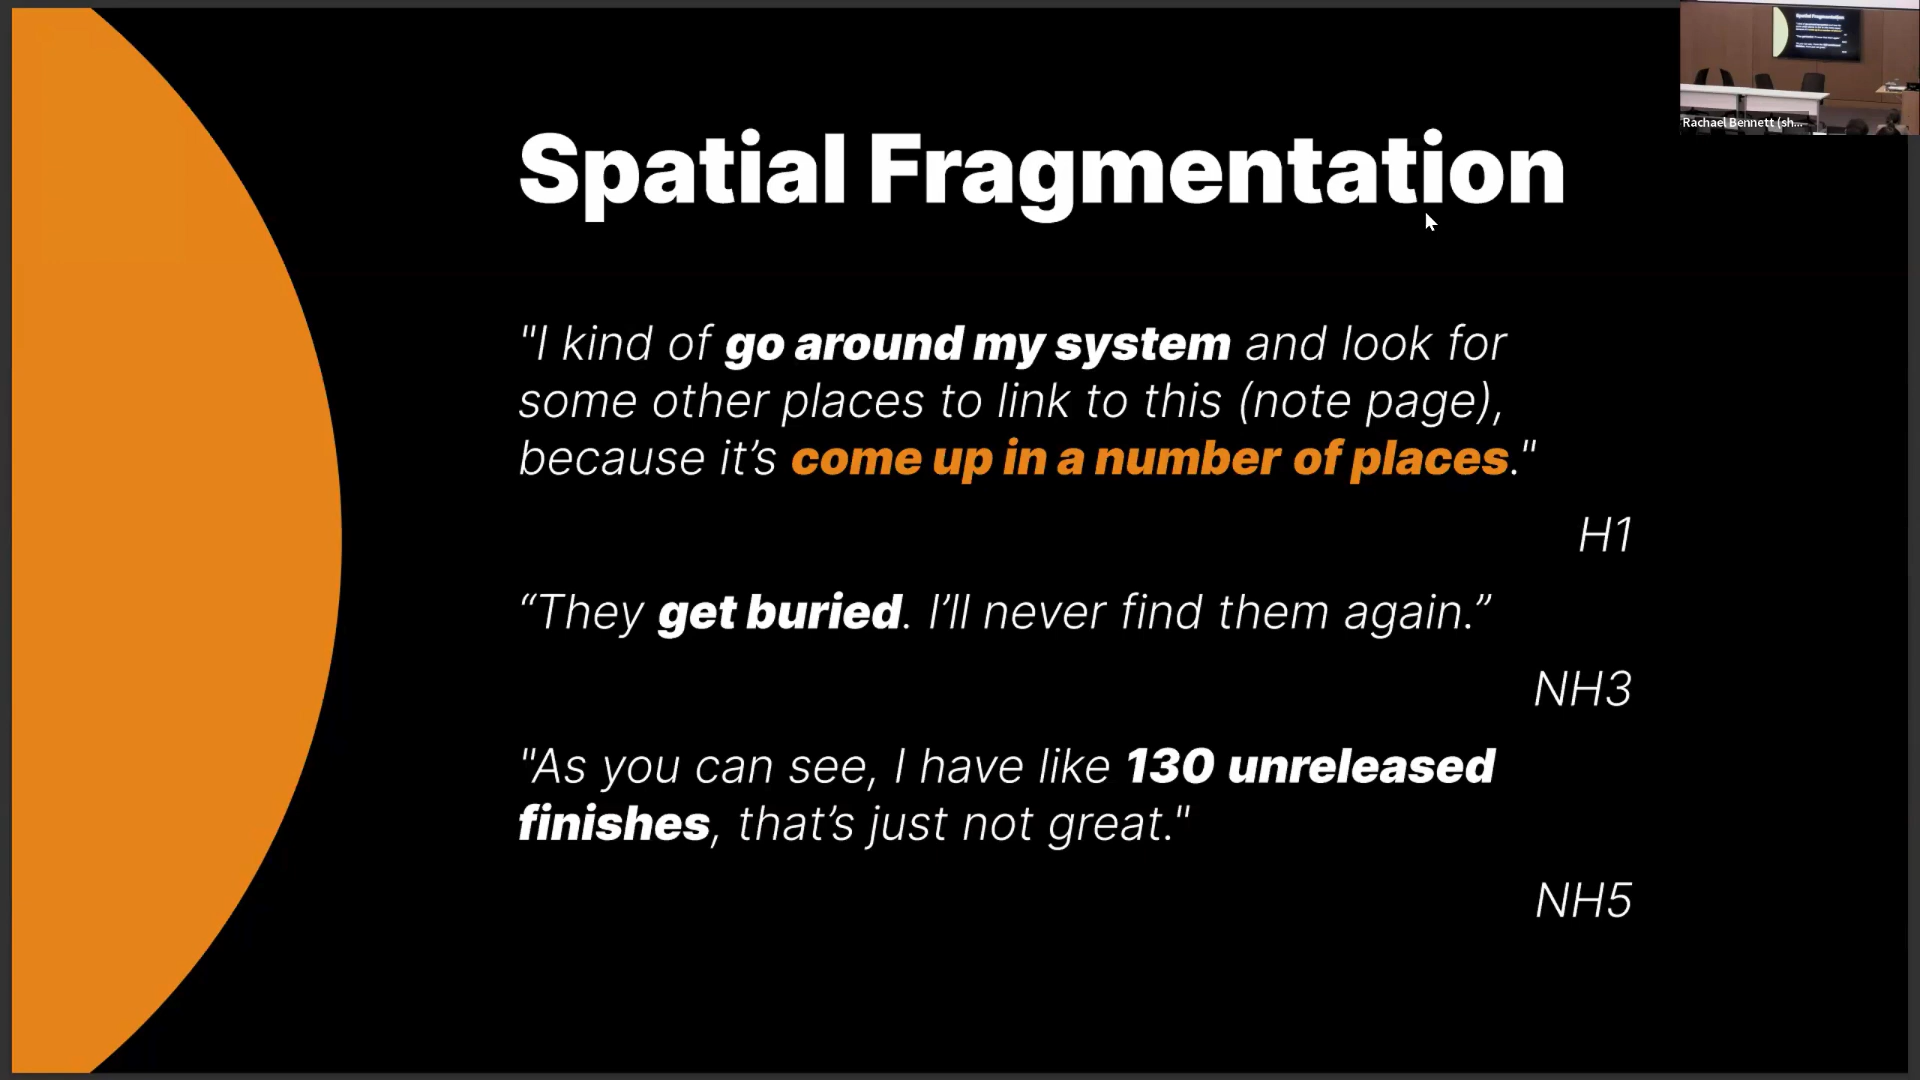 Spatial Fragmentation
"I kind of go around my system and look for
some other places to link to this (note page),
because it’s come up in a number of places."
H1
“They get buried. I’ll never find them again.”
NH3
"As you can see, I have like 130 unreleased
finishes, that’s just not great."
NH5
Spatial Fragmentation
Rachael Bennett (sh...